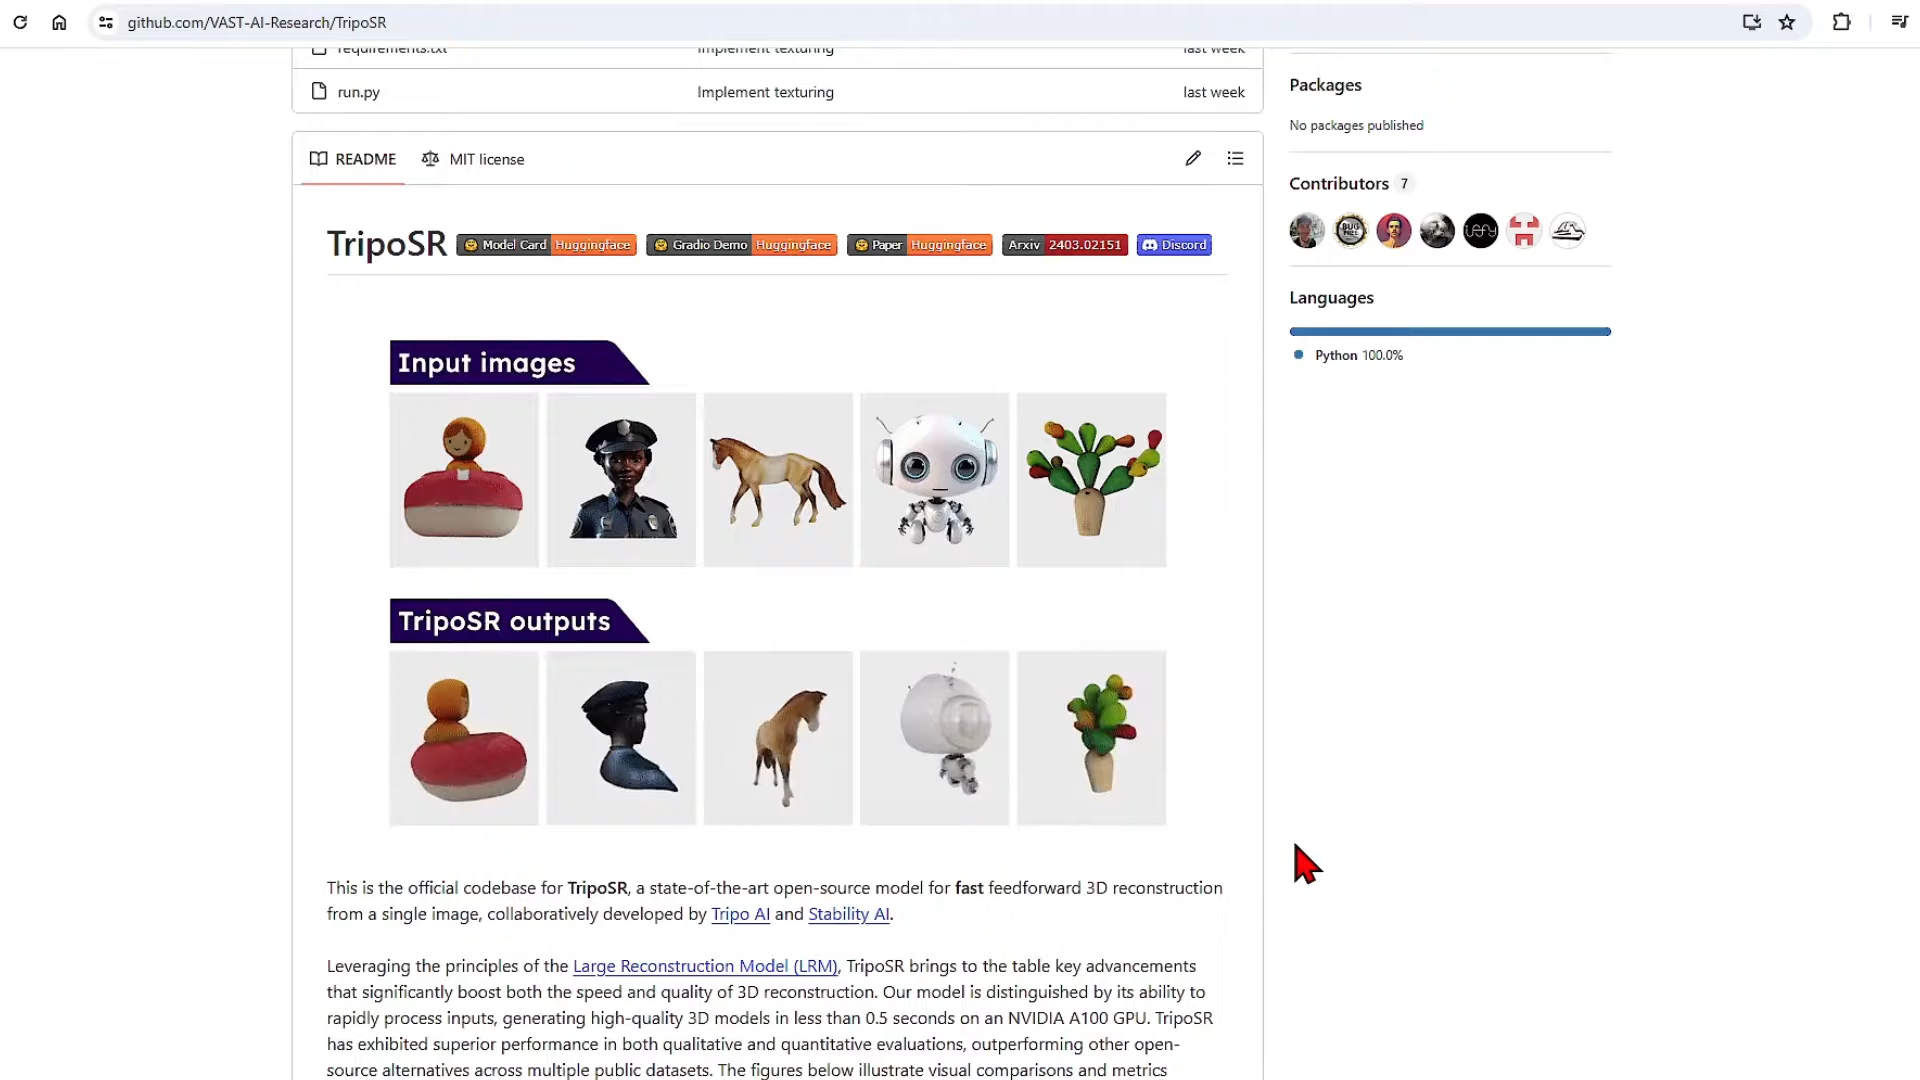 github.com/VAST-AI-Research/TripoSR
requirements.txt Implement texturing last week
run.py Implement texturing last week
README MIT license
TripoSR Model Card Huggingface Gradio Demo Huggingface Paper Huggingface Arxiv 2403.02151 Discord
Input images
TripoSR outputs
This is the official codebase for TripoSR, a state-of-the-art open-source model for fast feedforward 3D reconstruction
from a single image, collaboratively developed by Tripo AI and Stability AI.
Leveraging the principles of the Large Reconstruction Model (LRM), TripoSR brings to the table key advancements
that significantly boost both the speed and quality of 3D reconstruction. Our model is distinguished by its ability to
rapidly process inputs, generating high-quality 3D models in less than 0.5 seconds on an NVIDIA A100 GPU. TripoSR
has exhibited superior performance in both qualitative and quantitative evaluations, outperforming other open-
source alternatives across multiple public datasets. The figures below illustrate visual comparisons and metrics
Packages
No packages published
Contributors 7
Languages
Python 100.0%